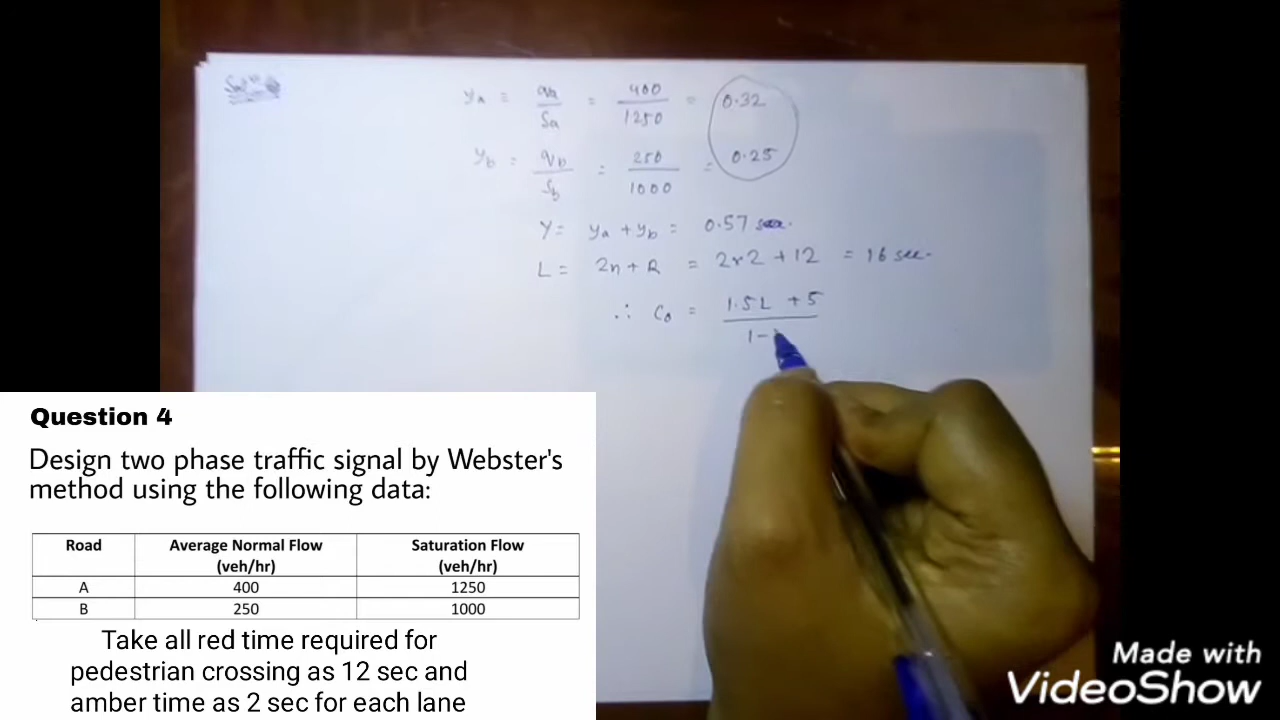 ya = qa/Sa = 400/1250 = 0.32
yb = qb/Sb = 250/1000 = 0.25
Y = ya + yb = 0.57
L = 2n + R = 2x2 + 12 = 16 sec.
∴ C₀ = 1.5L + 5
1-
Question 4
Design two phase traffic signal by Webster's
method using the following data:
Road Average Normal Flow (veh/hr) Saturation Flow (veh/hr)
A 400 1250
B 250 1000
Take all red time required for
pedestrian crossing as 12 sec and
amber time as 2 sec for each lane
Made with
VideoShow